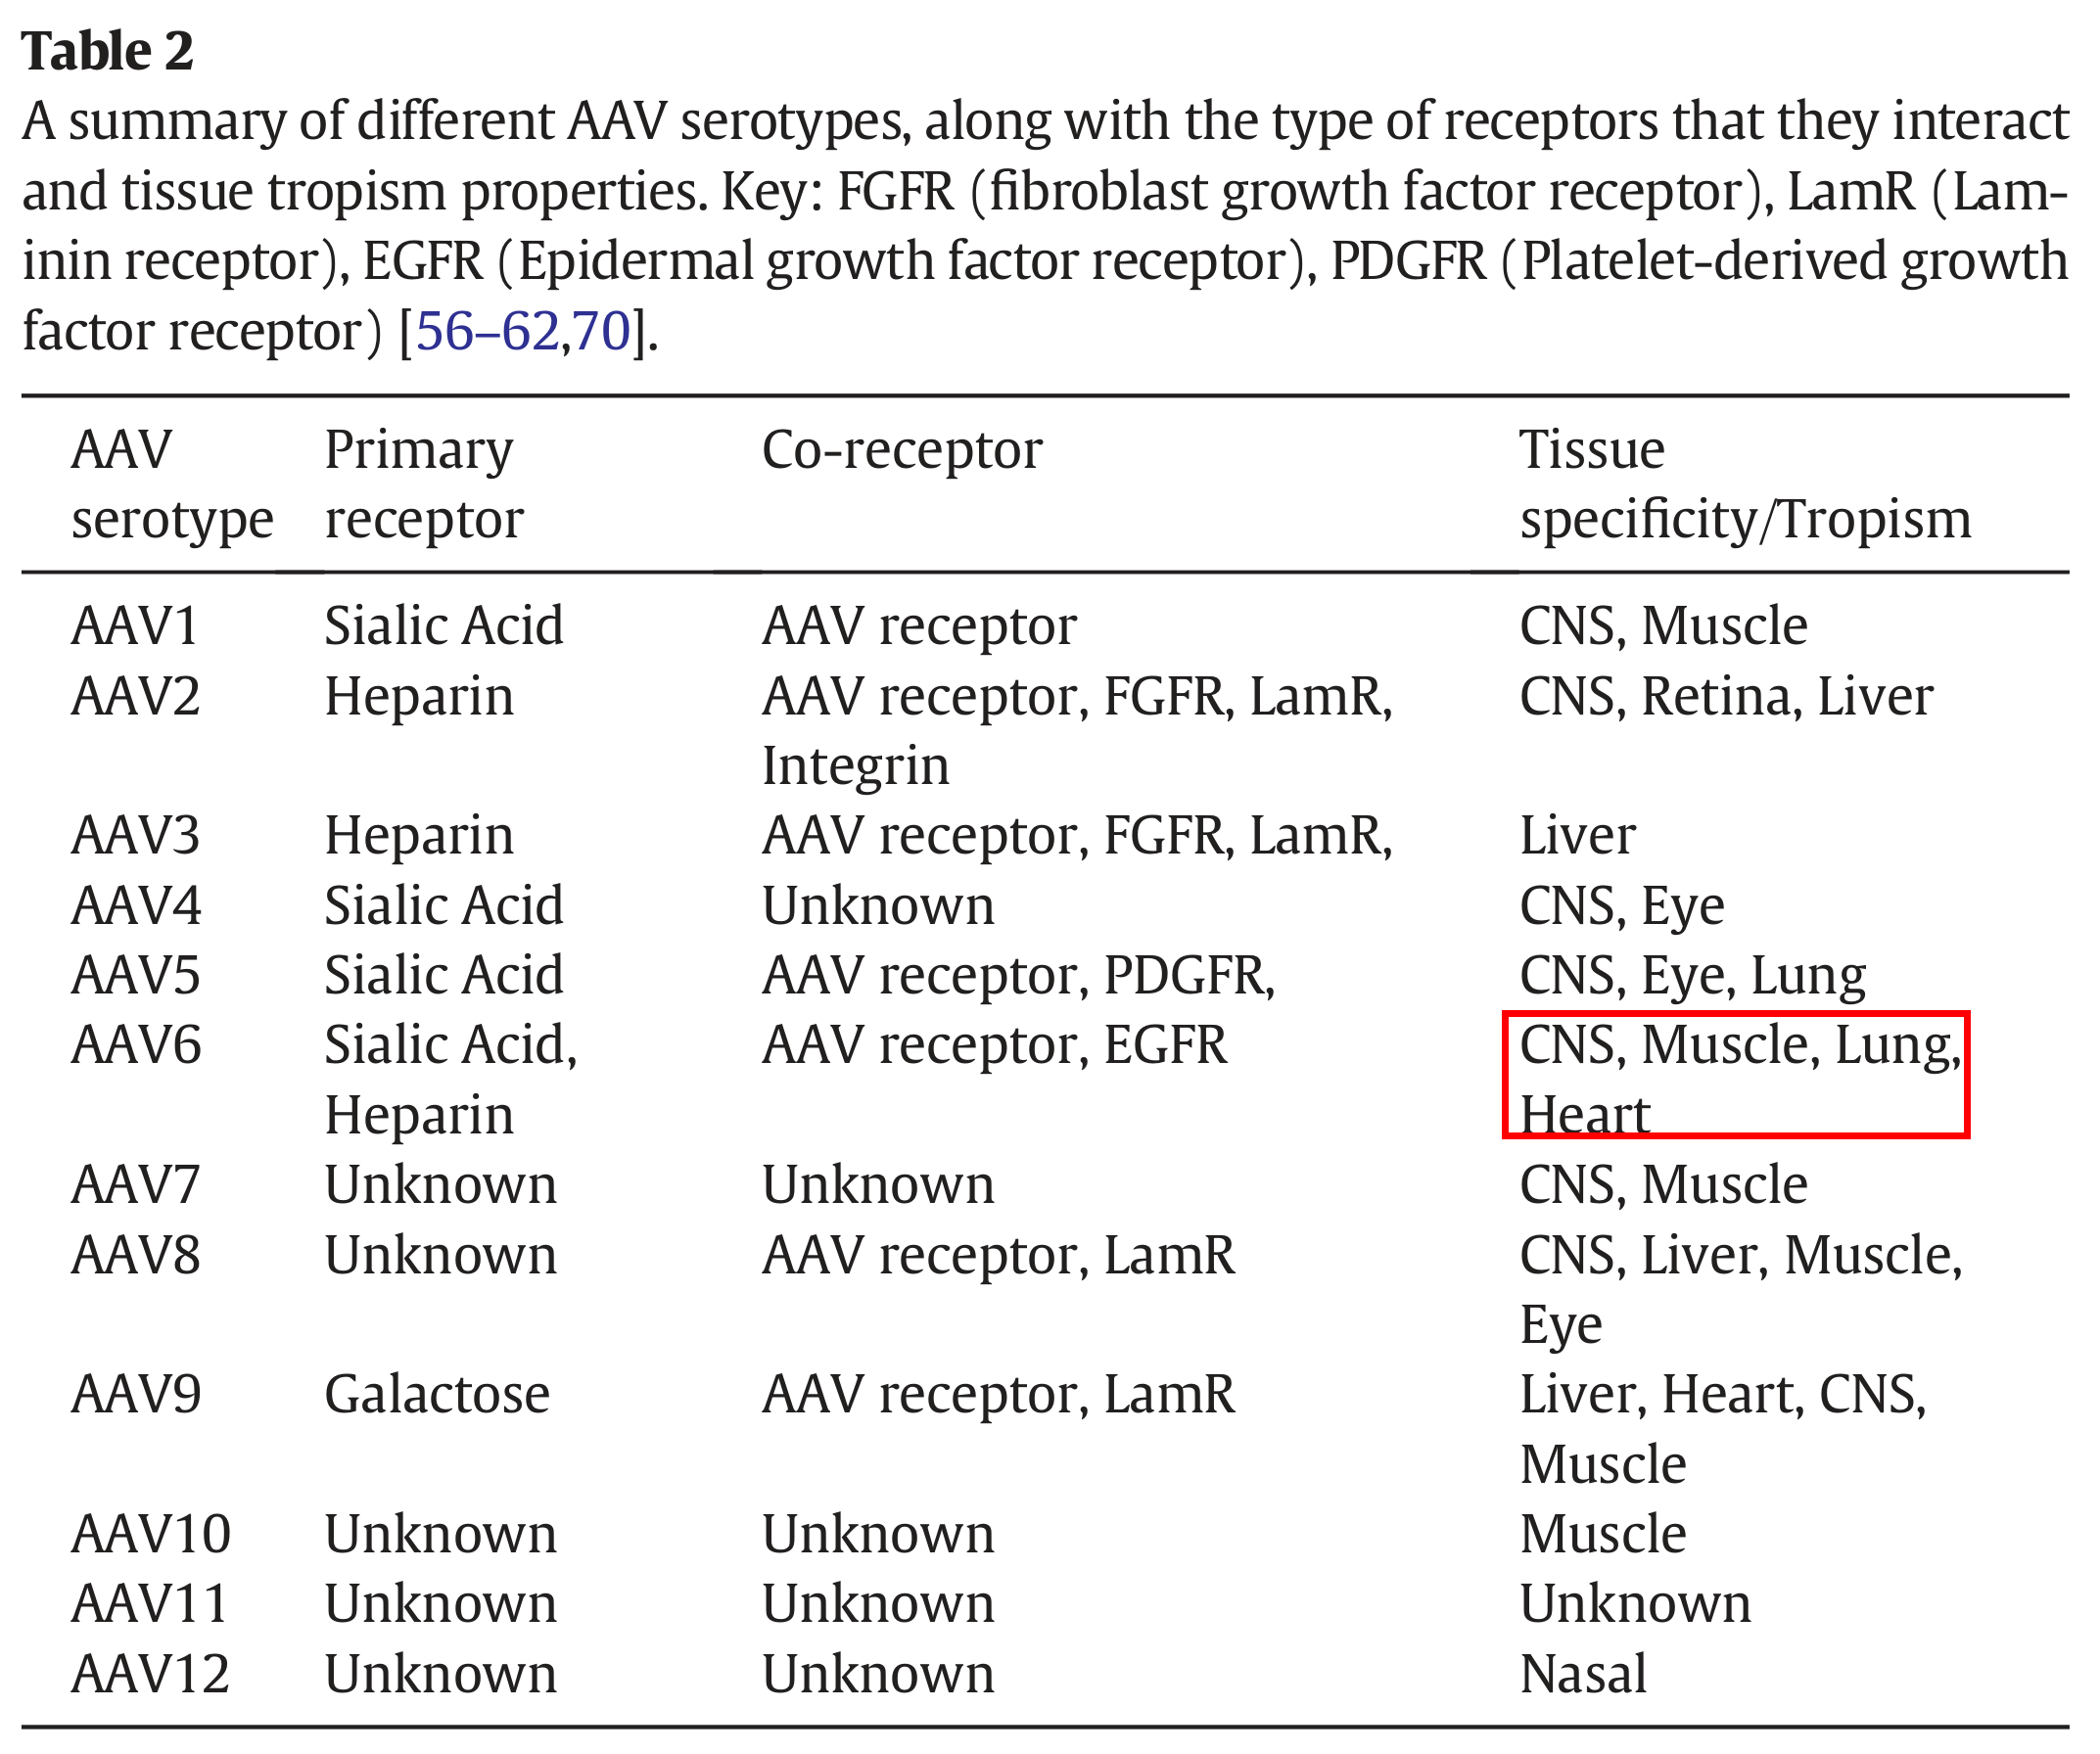 Table 2
A summary of different AAV serotypes, along with the type of receptors that they interact
and tissue tropism properties. Key: FGFR (fibroblast growth factor receptor), LamR (Lam-
inin receptor), EGFR (Epidermal growth factor receptor), PDGFR (Platelet-derived growth
factor receptor) [56–62,70].
AAV Primary Co-receptor Tissue
serotype receptor specificity/Tropism
AAV1 Sialic Acid AAV receptor CNS, Muscle
AAV2 Heparin AAV receptor, FGFR, LamR, CNS, Retina, Liver
Integrin
AAV3 Heparin AAV receptor, FGFR, LamR, Liver
AAV4 Sialic Acid Unknown CNS, Eye
AAV5 Sialic Acid AAV receptor, PDGFR, CNS, Eye, Lung
AAV6 Sialic Acid, AAV receptor, EGFR CNS, Muscle, Lung,
Heparin Heart
AAV7 Unknown Unknown CNS, Muscle
AAV8 Unknown AAV receptor, LamR CNS, Liver, Muscle,
Eye
AAV9 Galactose AAV receptor, LamR Liver, Heart, CNS,
Muscle
AAV10 Unknown Unknown Muscle
AAV11 Unknown Unknown Unknown
AAV12 Unknown Unknown Nasal